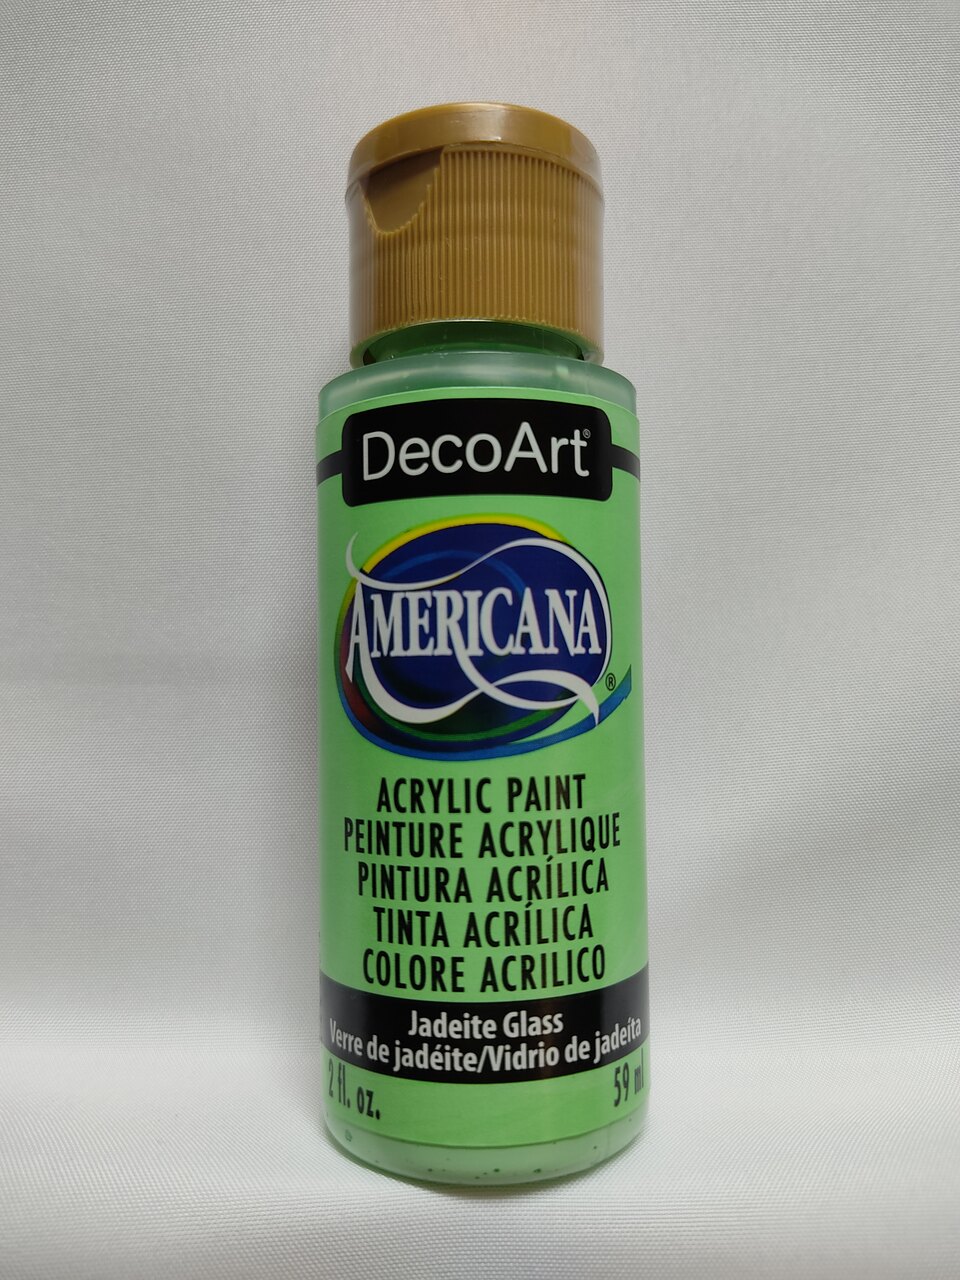 DecoArt®
AMERICANA®
ACRYLIC PAINT
PEINTURE ACRYLIQUE
PINTURA ACRÍLICA
TINTA ACRÍLICA
COLORE ACRILICO
Jadeite Glass
Verre de jadéite/Vidrio de jadeíta
2 fl. oz. 59 ml